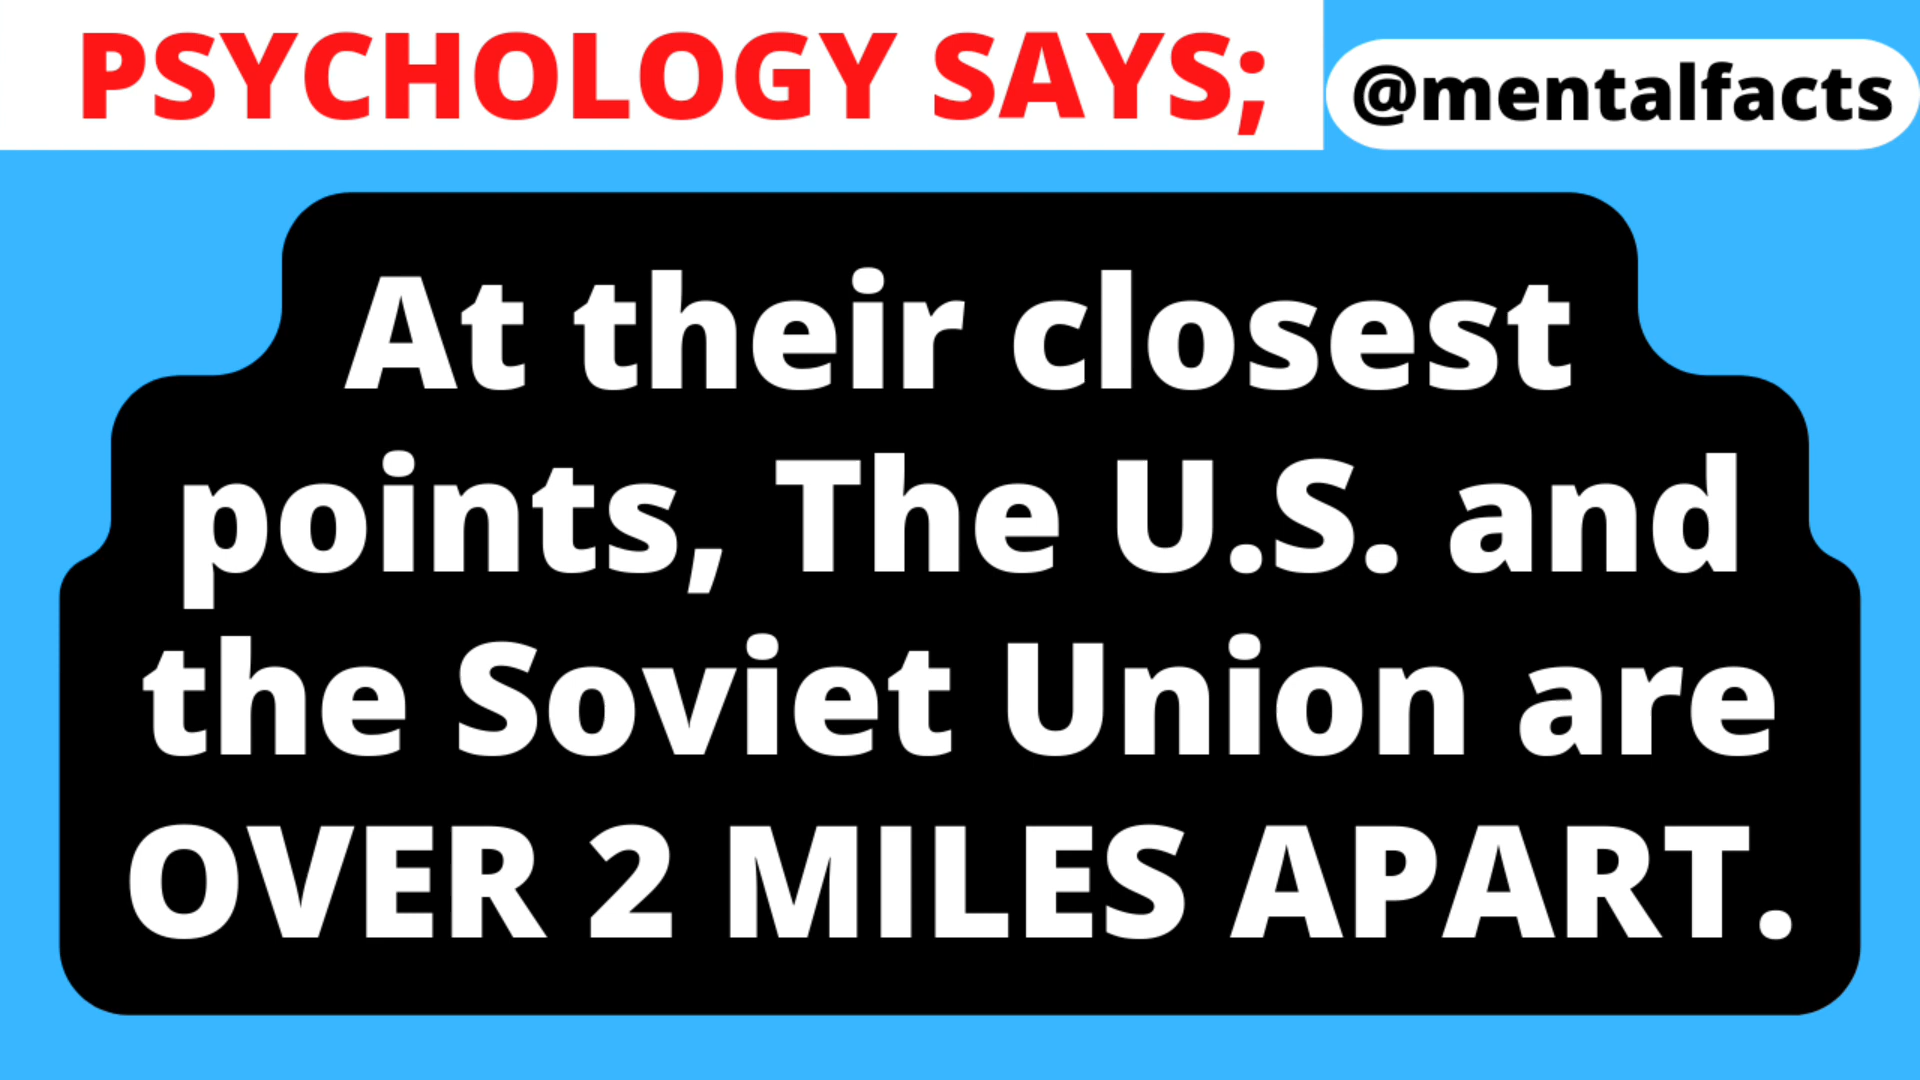 PSYCHOLOGY SAYS;
@mentalfacts
At their closest
points, The U.S. and
the Soviet Union are
OVER 2 MILES APART.